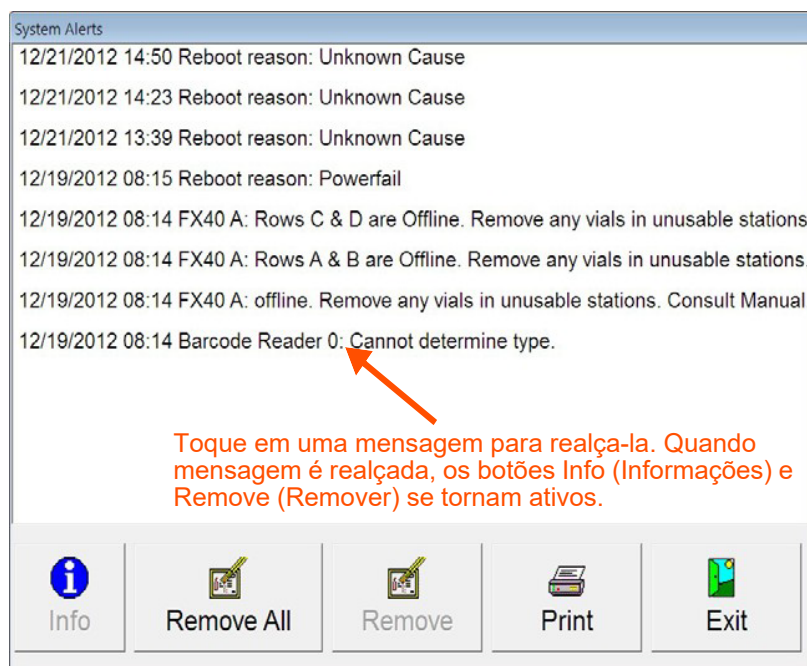 System Alerts
12/21/2012 14:50 Reboot reason: Unknown Cause
12/21/2012 14:23 Reboot reason: Unknown Cause
12/21/2012 13:39 Reboot reason: Unknown Cause
12/19/2012 08:15 Reboot reason: Powerfail
12/19/2012 08:14 FX40 A: Rows C & D are Offline. Remove any vials in unusable stations
12/19/2012 08:14 FX40 A: Rows A & B are Offline. Remove any vials in unusable stations.
12/19/2012 08:14 FX40 A: offline. Remove any vials in unusable stations. Consult Manual
12/19/2012 08:14 Barcode Reader 0: Cannot determine type.
Toque em uma mensagem para realça-la. Quando
mensagem é realçada, os botões Info (Informações) e
Remove (Remover) se tornam ativos.
Info
Remove All
Remove
Print
Exit